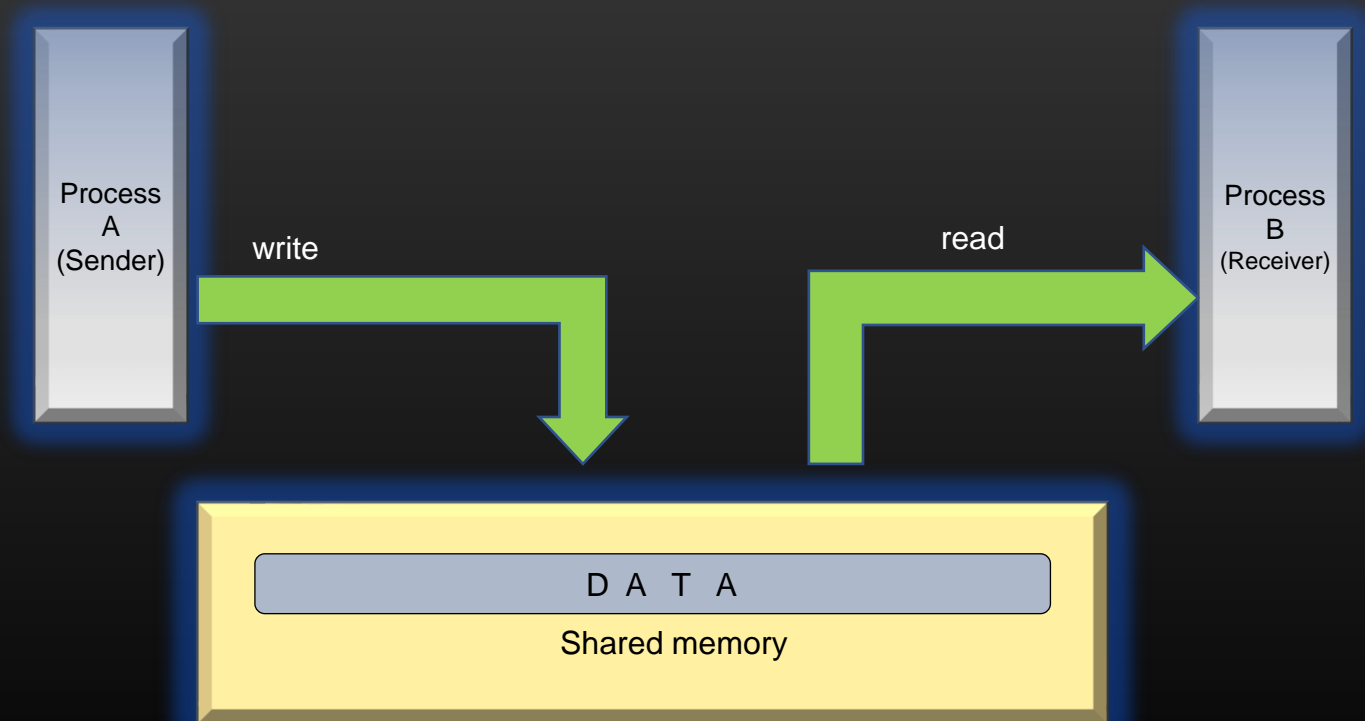 Process
A
(Sender)
write
read
Process
B
(Receiver)
D A T A
Shared memory